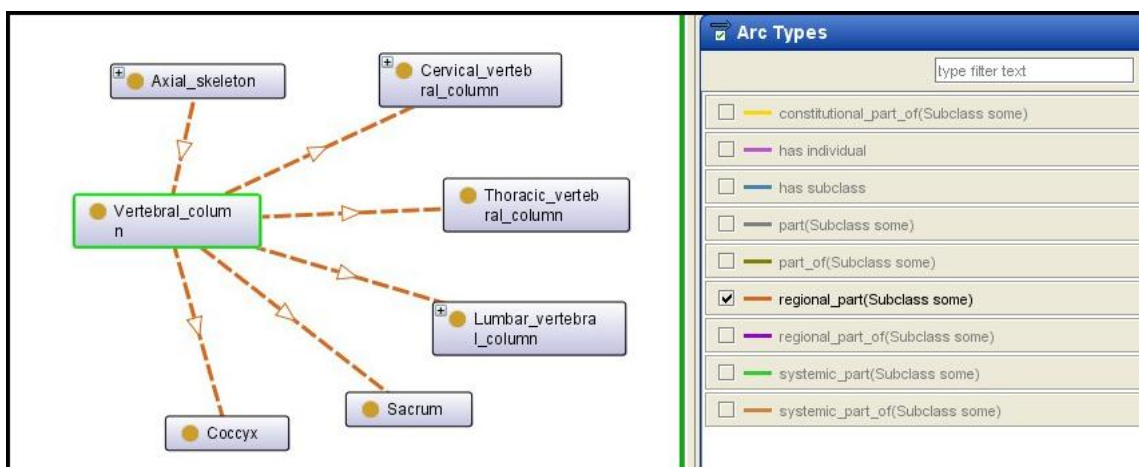 Axial_skeleton
Cervical_verteb
ral_column
Vertebral_colum
n
Thoracic_verteb
ral_column
Lumbar_vertebra
l_column
Sacrum
Coccyx
Arc Types
type filter text
constitutional_part_of(Subclass some)
has individual
has subclass
part(Subclass some)
part_of(Subclass some)
regional_part(Subclass some)
regional_part_of(Subclass some)
systemic_part(Subclass some)
systemic_part_of(Subclass some)